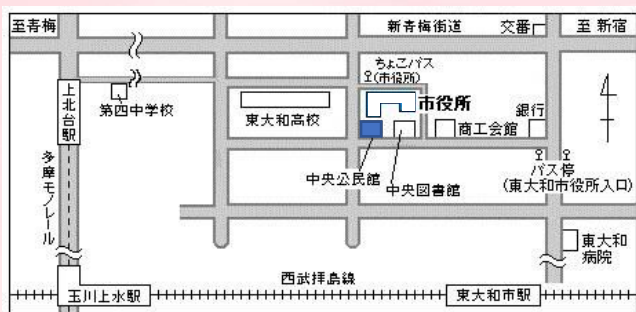 至青梅
新青梅街道
交番
至 新宿
ちょこバス
(市役所)
上北台駅
第四中学校
東大和高校
市役所
商工会館
銀行
中央公民館
中央図書館
バス停
(東大和市役所入口)
多摩モノレール
東大和
病院
西武拝島線
玉川上水駅
東大和市駅